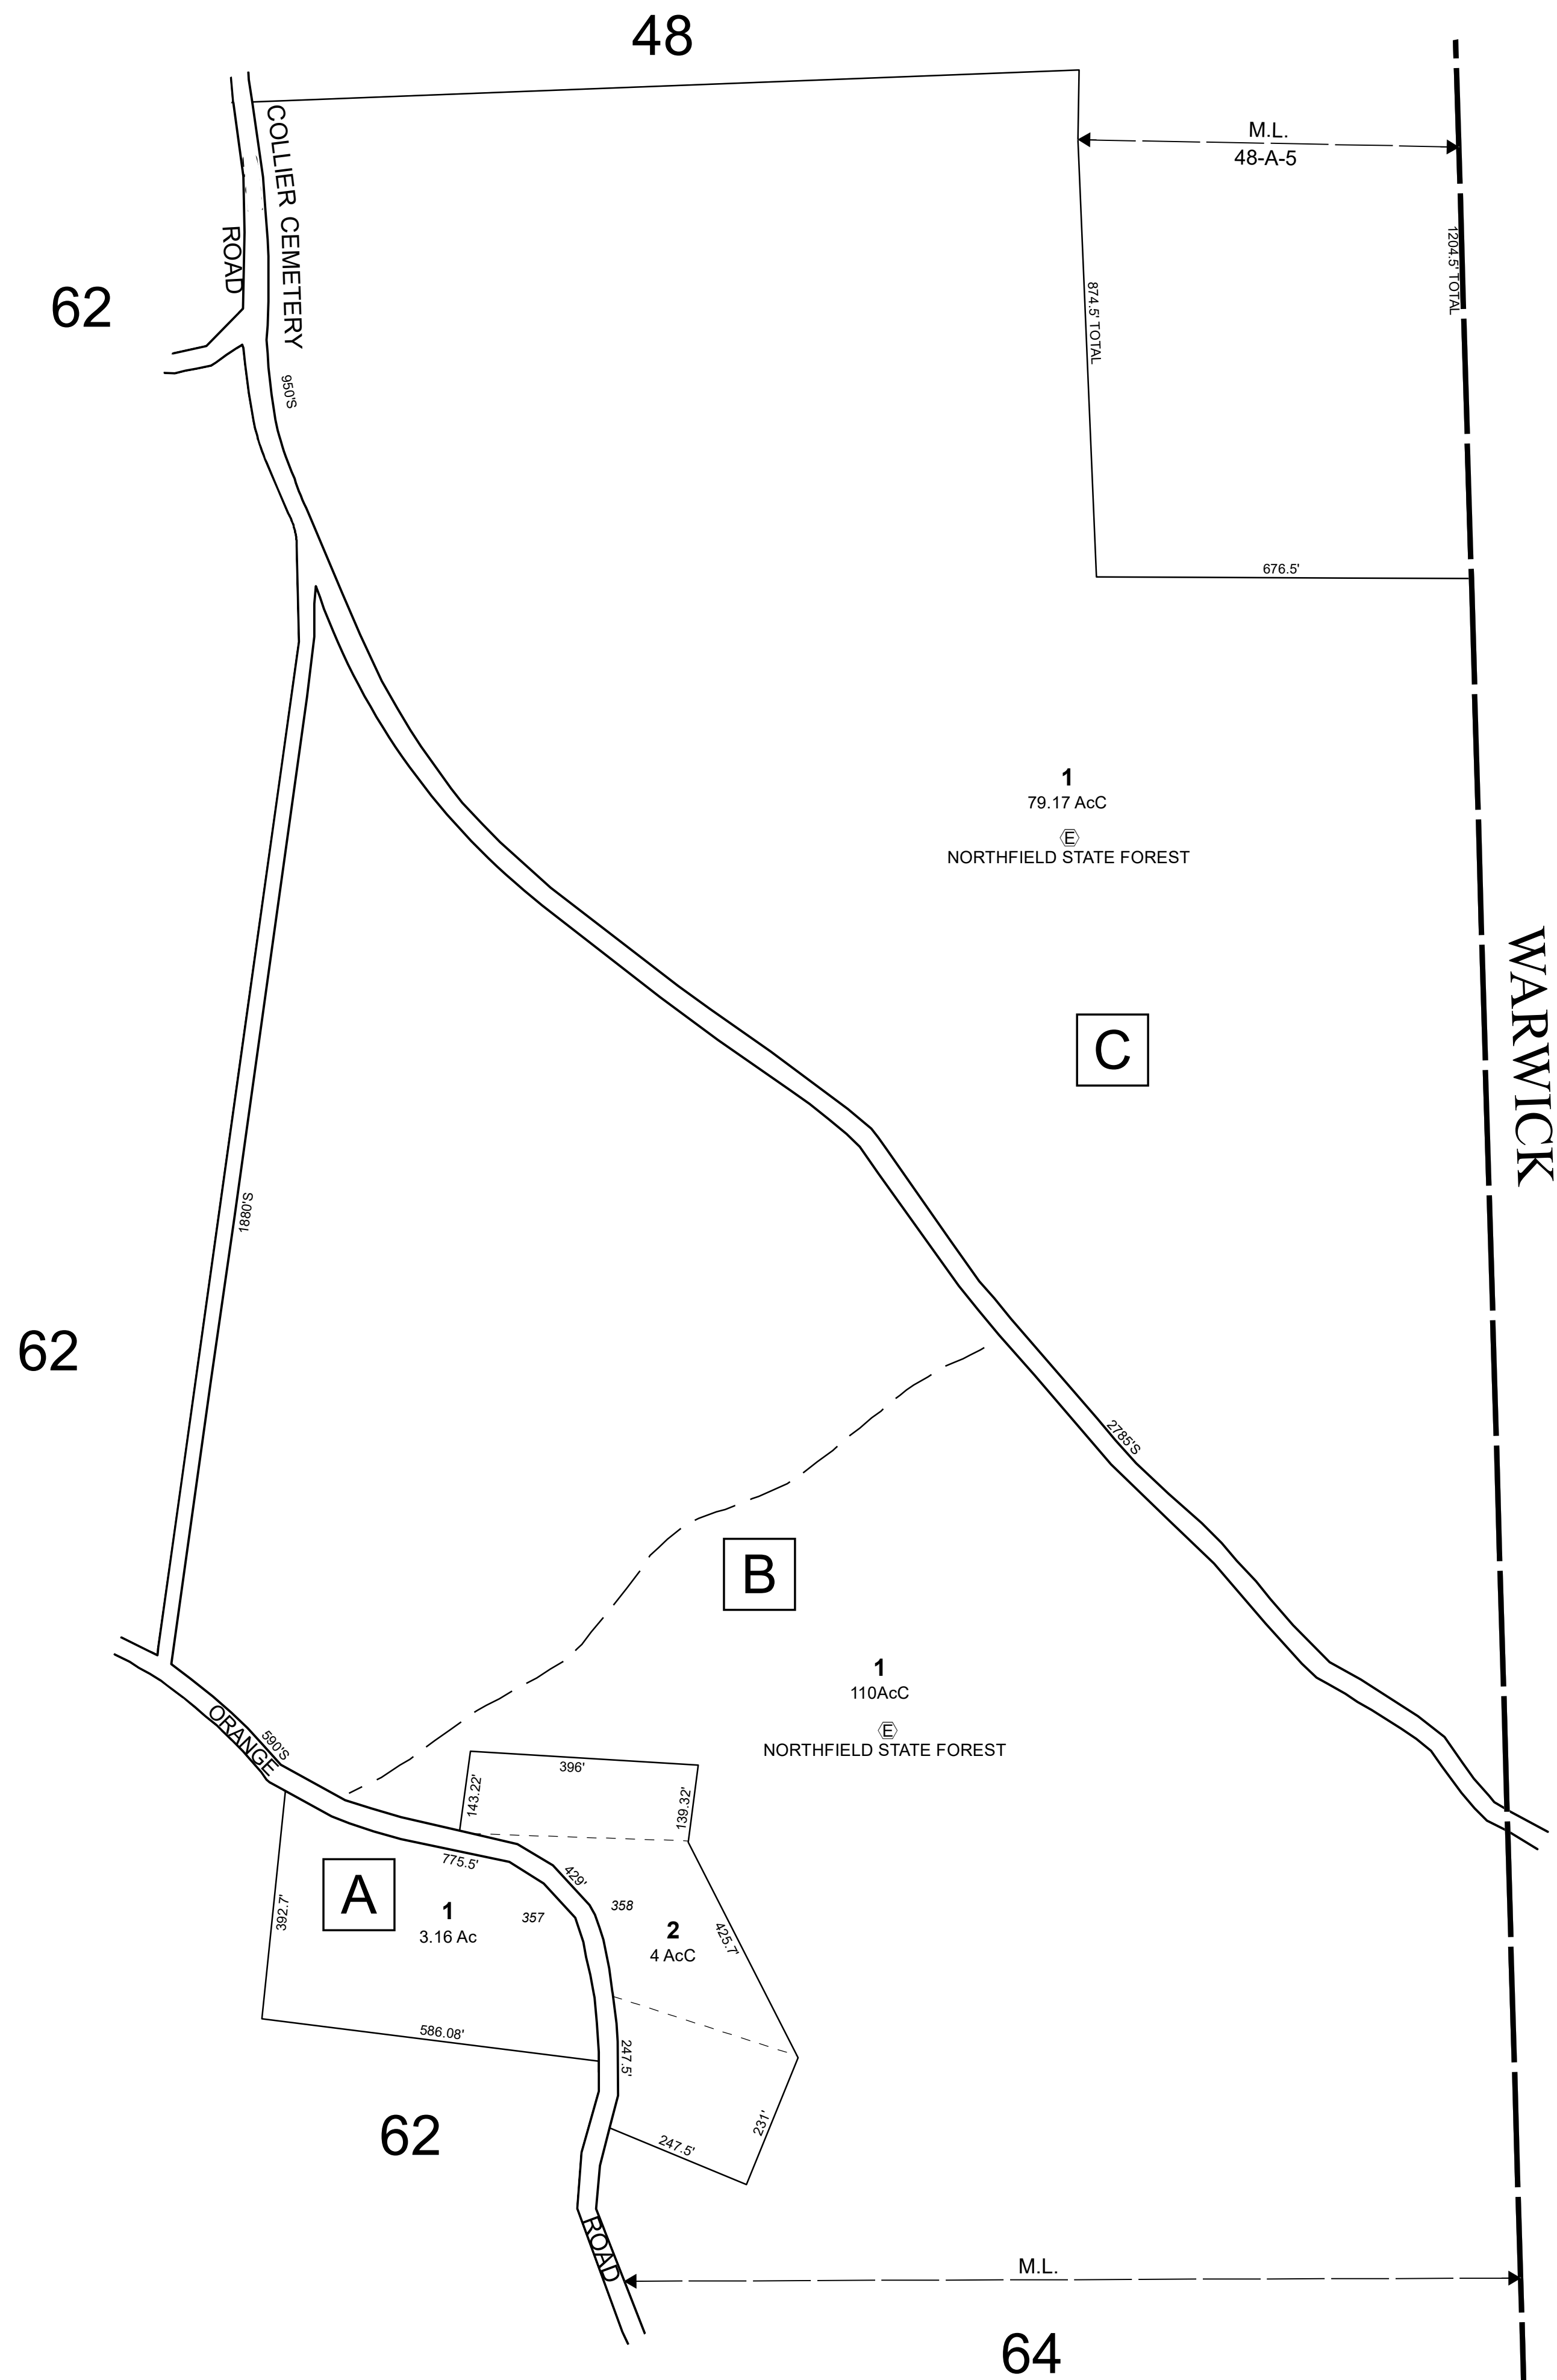 48
M.L.
48-A-5
COLLIER CEMETERY
ROAD
1204.5' TOTAL
62
874.5' TOTAL
950'S
676.5'
1
79.17 AcC
E
NORTHFIELD STATE FOREST
WARWICK
C
1880'S
62
2785'S
B
1
110AcC
E
NORTHFIELD STATE FOREST
ORANGE
590'S
396'
143.22'
139.32'
775.5'
429'
A
392.7'
1
3.16 Ac
357
358
2
4 AcC
425.7'
586.08'
247.5'
62
231'
247.5'
ROAD
M.L.
64